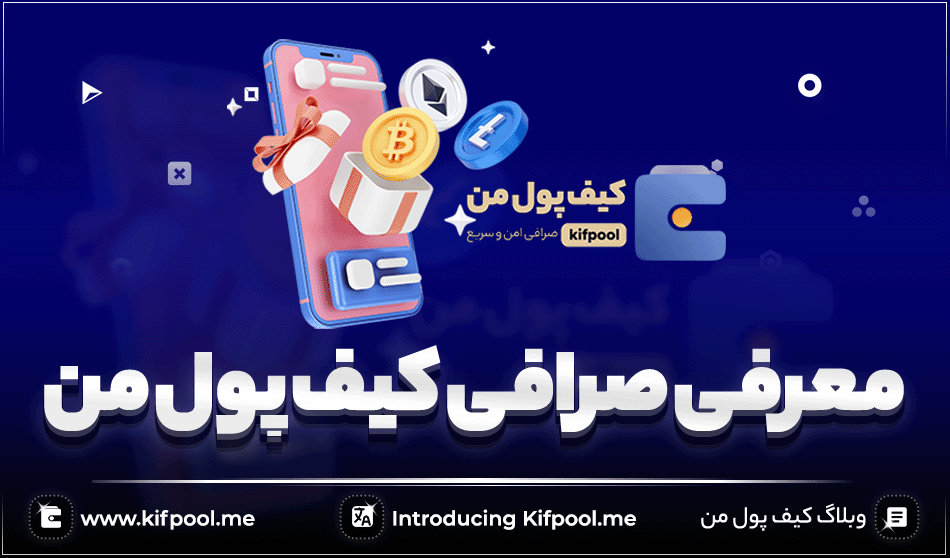 کیف پول من
صرافی امن و سریع kifpool
معرفی صرافی کیف پول من
www.kifpool.me
Introducing Kifpool.me
وبلاگ کیف پول من